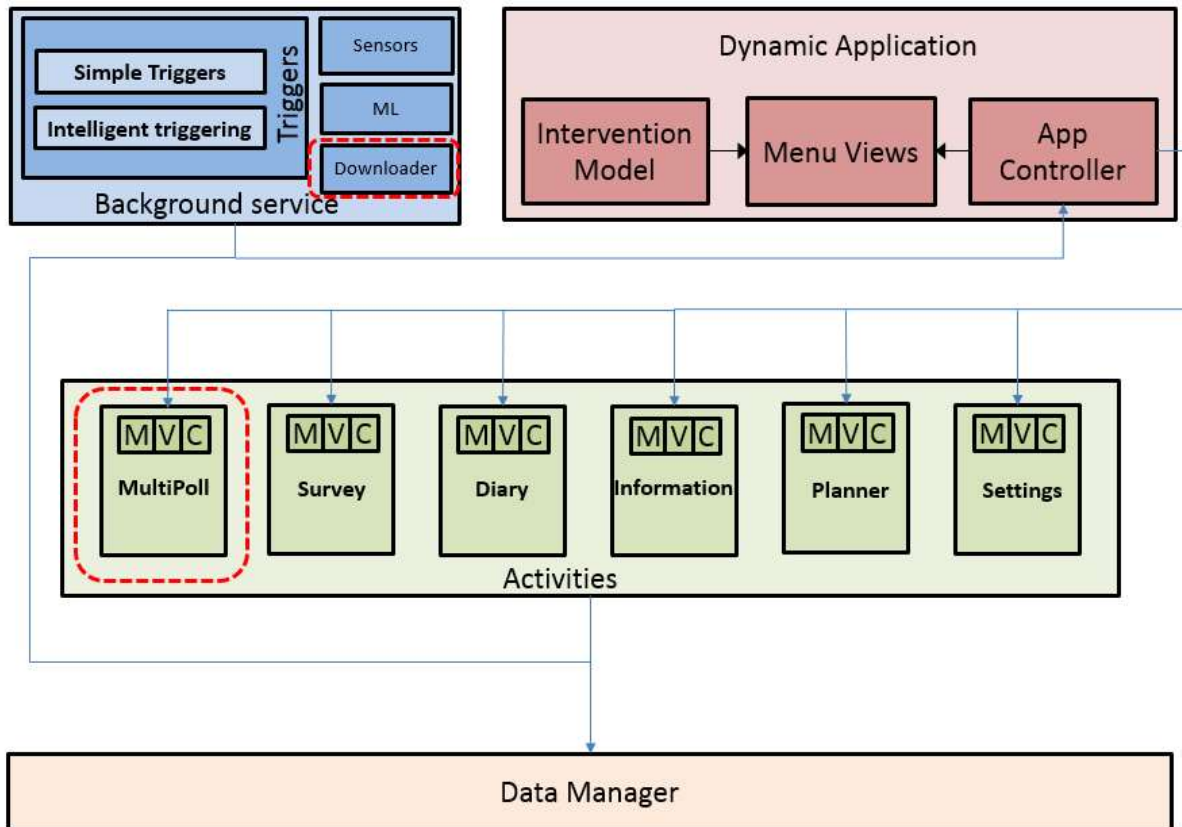 Simple Triggers
Intelligent triggering
Triggers
Sensors
ML
Downloader
Background service
Dynamic Application
Intervention
Model
Menu Views
App
Controller
M V C
MultiPoll
M V C
Survey
M V C
Diary
M V C
Information
M V C
Planner
M V C
Settings
Activities
Data Manager